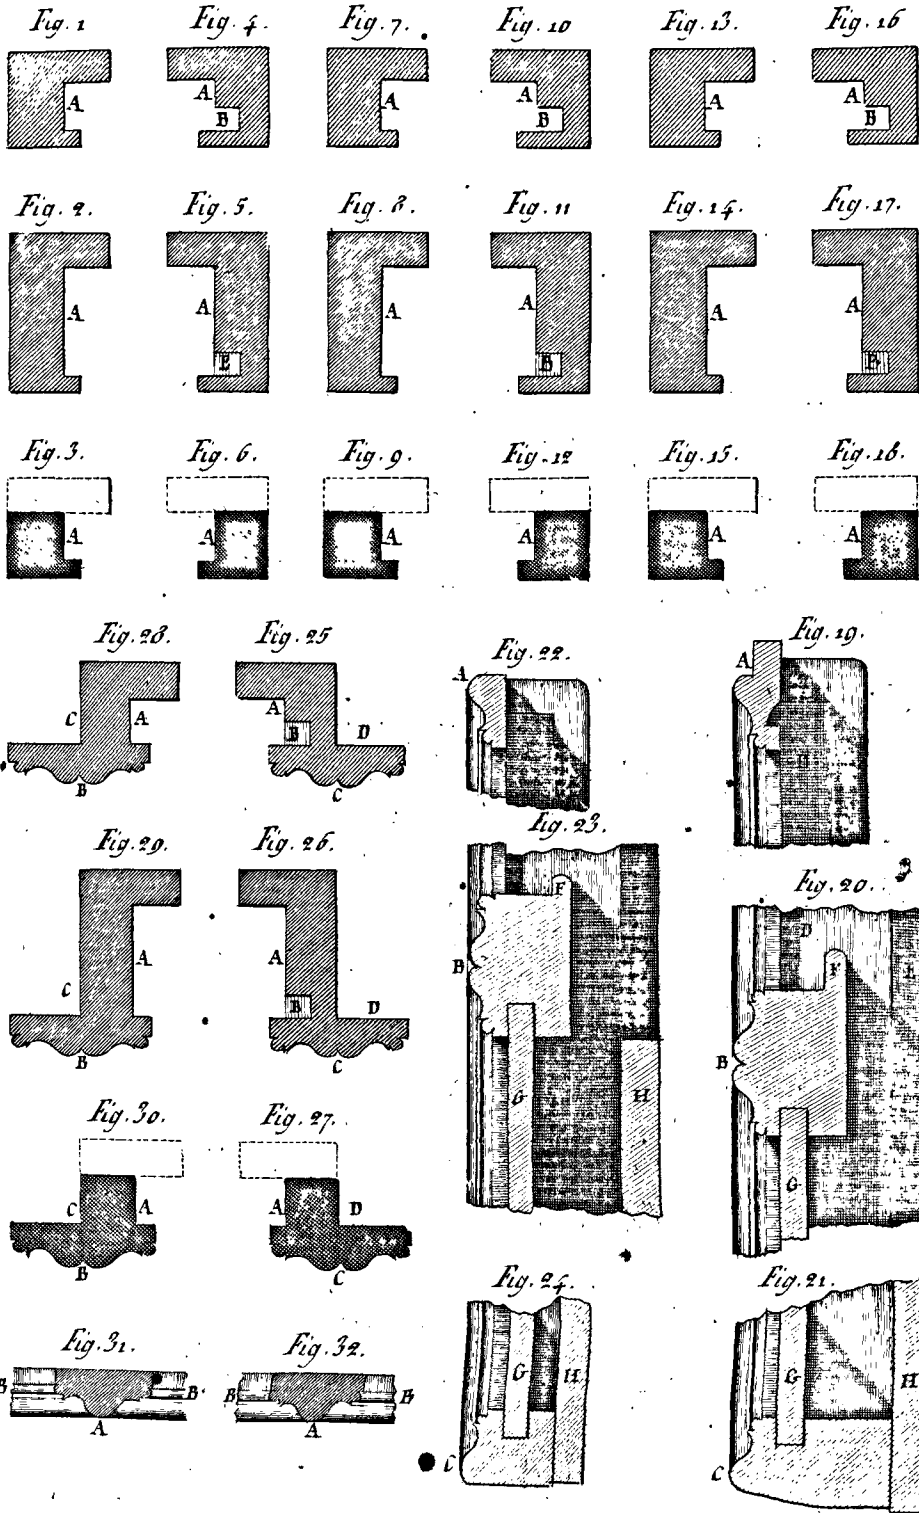 Fig. 1 Fig. 4. Fig. 7. Fig. 10 Fig. 13. Fig. 16
A A A A A A
B B B
Fig. 2. Fig. 5. Fig. 8. Fig. 11 Fig. 14. Fig. 17.
A A A A A A
B B B
Fig. 3. Fig. 6. Fig. 9. Fig. 12 Fig. 15. Fig. 18.
A A A A A A
Fig. 28. Fig. 25 Fig. 22. Fig. 19.
A A
C A A
B D
B C
Fig. 23.
Fig. 29. Fig. 26. Fig. 20.
F D
A A B F
C B D
B C B
G H
Fig. 30. Fig. 27.
C A A D G
B C
Fig. 24. Fig. 21.
Fig. 31. Fig. 32.
B B B B G H G H
A A
C C